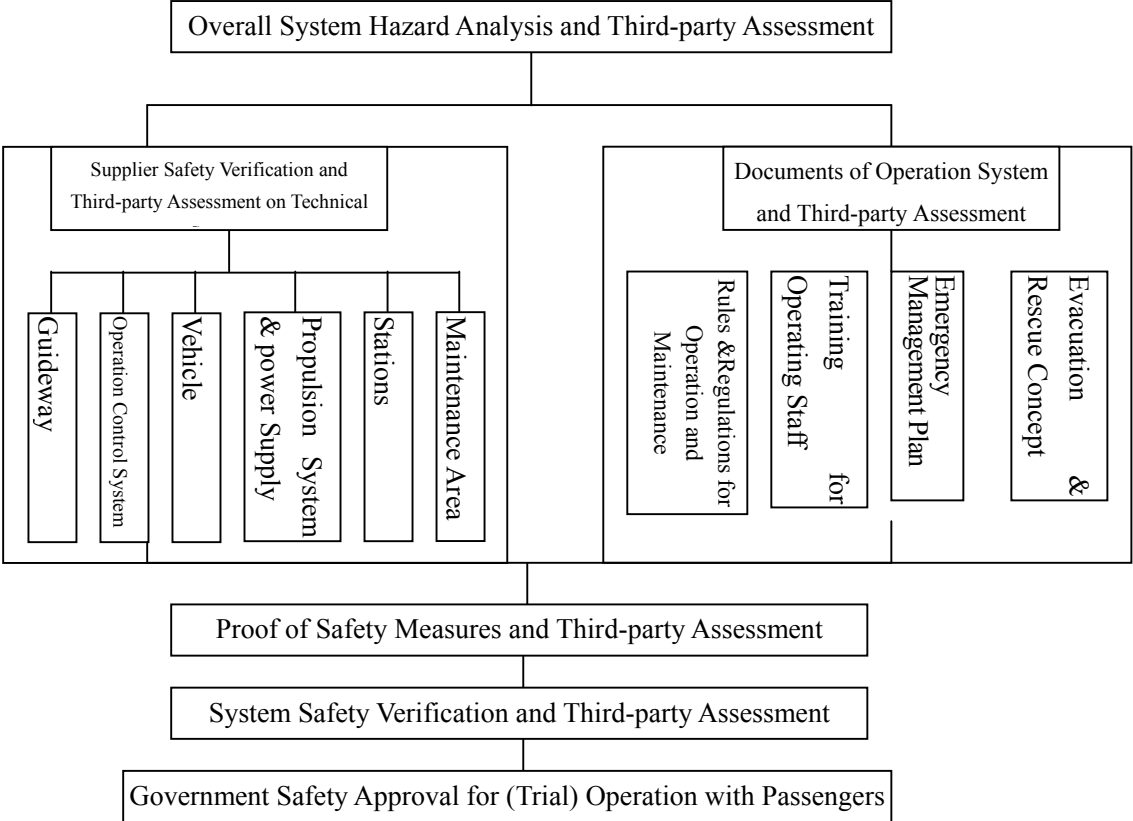 Overall System Hazard Analysis and Third-party Assessment
Supplier Safety Verification and
Third-party Assessment on Technical
Documents of Operation System
and Third-party Assessment
Guideway
Operation Control System
Vehicle
Propulsion System
& power Supply
Stations
Maintenance Area
Rules &Regulations for
Operation and
Maintenance
Training for
Operating Staff
Emergency
Management Plan
Evacuation &
Rescue Concept
Proof of Safety Measures and Third-party Assessment
System Safety Verification and Third-party Assessment
Government Safety Approval for (Trial) Operation with Passengers